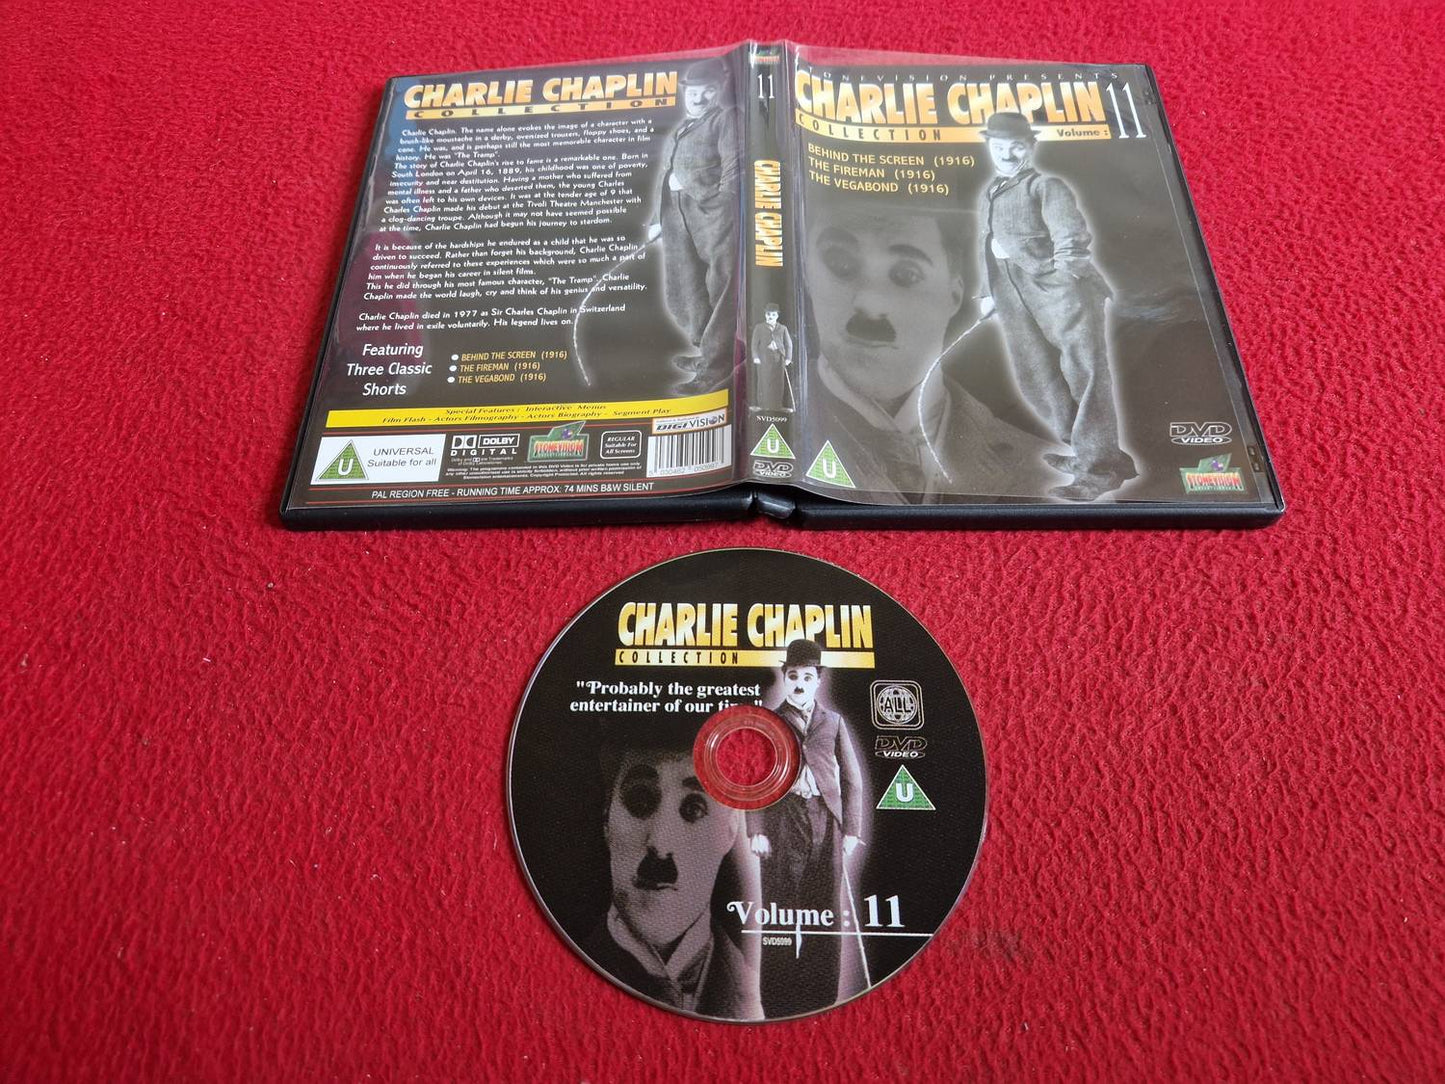 CHARLIE CHAPLIN
COLLECTION
Charlie Chaplin. The name alone evokes the image of a character with a
brush-like moustache in a derby, oversized trouters, floppy shoes, and a
cane. He was, and is perhaps still the most memorable character in film
history. He was "The Tramp".
The story of Charlie Chaplin's rise to fame is a remarkable one. Born in
South London on April 16, 1889, his childhood was one of poverty,
insecurity and near destitution. Having a mother who suffered from
mental illness and a father who deserted them, the young Charles
was often left to his own devices. It was at the tender age of 9 that
Charles Chaplin made his debut at the Tivoli Theatre Manchester with
a clog-dancing troupe. Although it may not have seemed possible
at the time, Charlie Chaplin had begun his journey to stardom.
It is because of the hardships he endured as a child that he was so
driven to succeed. Rather than forget his background, Charlie Chaplin
continuously referred to these experiences which were so much a part of
him when he began his career in silent films.
This he did through his most famous character, "The Tramp". Charlie
Chaplin made the world laugh, cry and think of his genius and versatility.
Charlie Chaplin died in 1977 as Sir Charles Chaplin in Switzerland
where he lived in exile voluntarily. His legend lives on.
Featuring
Three Classic
Shorts
BEHIND THE SCREEN (1916)
THE FIREMAN (1916)
THE VEGABOND (1916)
Special Features : Interactive Menus
Film Flash - Actors Filmography - Actors Biography - Segment Play
U
UNIVERSAL
Suitable for all
DOLBY
DIGITAL
STONEVISION
REGULAR
Suitable For
All Screens
DIGIVISION
5 030462 050997
PAL REGION FREE - RUNNING TIME APPROX: 74 MINS B&W SILENT
11
CHARLIE CHAPLIN
SVD5099
U
DVD
VIDEO
STONEVISION PRESENTS
CHARLIE CHAPLIN 11
COLLECTION Volume :
BEHIND THE SCREEN (1916)
THE FIREMAN (1916)
THE VEGABOND (1916)
U
DVD
VIDEO
STONEVISION
CHARLIE CHAPLIN
COLLECTION
"Probably the greatest
entertainer of our time"
ALL
DVD
VIDEO
U
Volume : 11
SVD5099